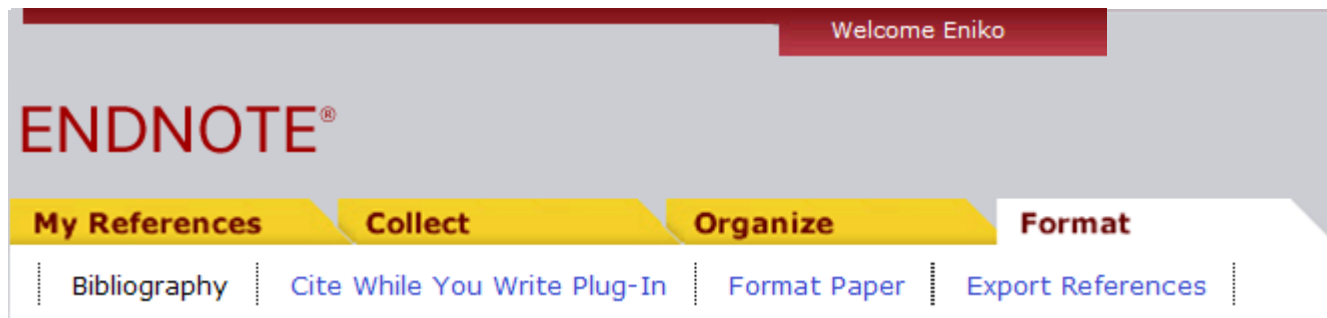 Welcome Eniko
ENDNOTE®
My References Collect Organize Format
Bibliography Cite While You Write Plug-In Format Paper Export References